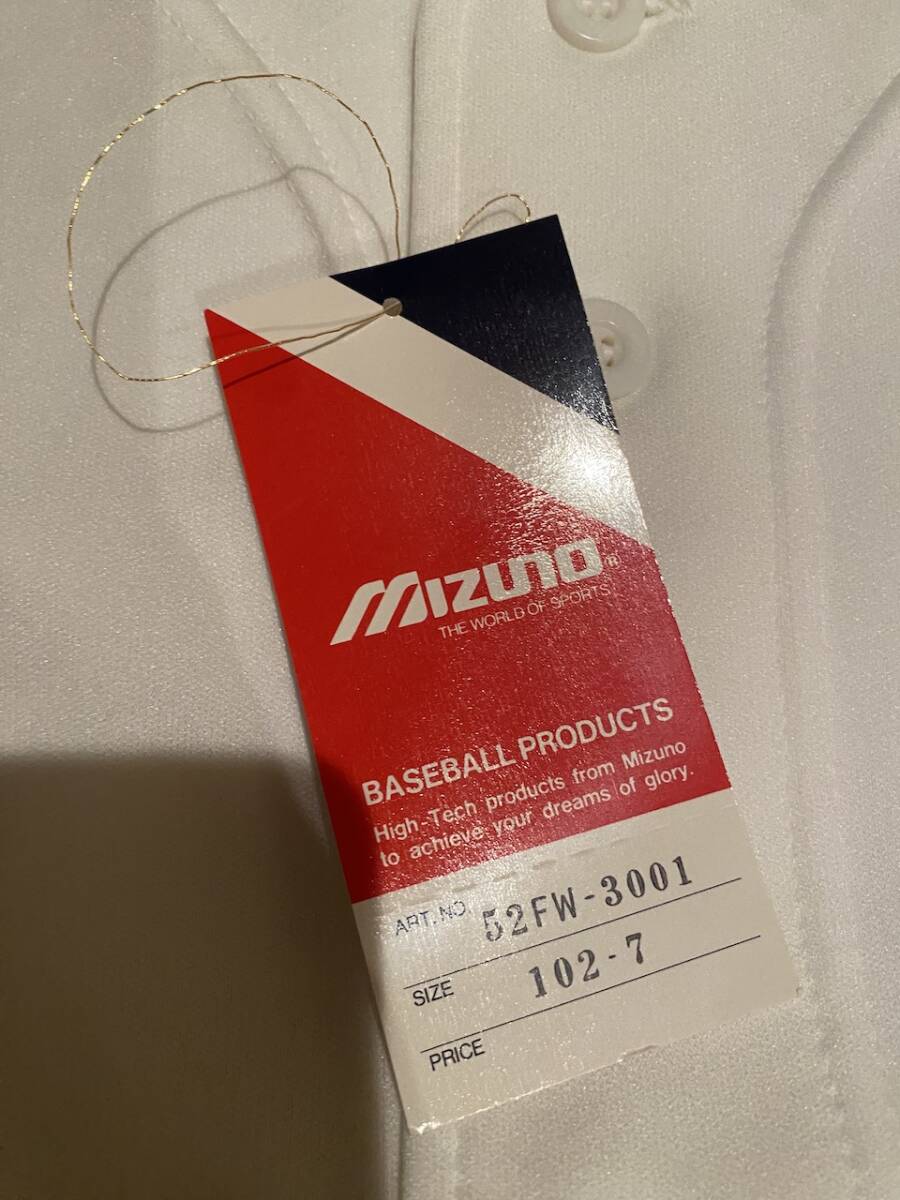 MIZUNO®
THE WORLD OF SPORTS
BASEBALL PRODUCTS
High-Tech products from Mizuno
to achieve your dreams of glory.
ART. NO 52FW-3001
SIZE 102-7
PRICE